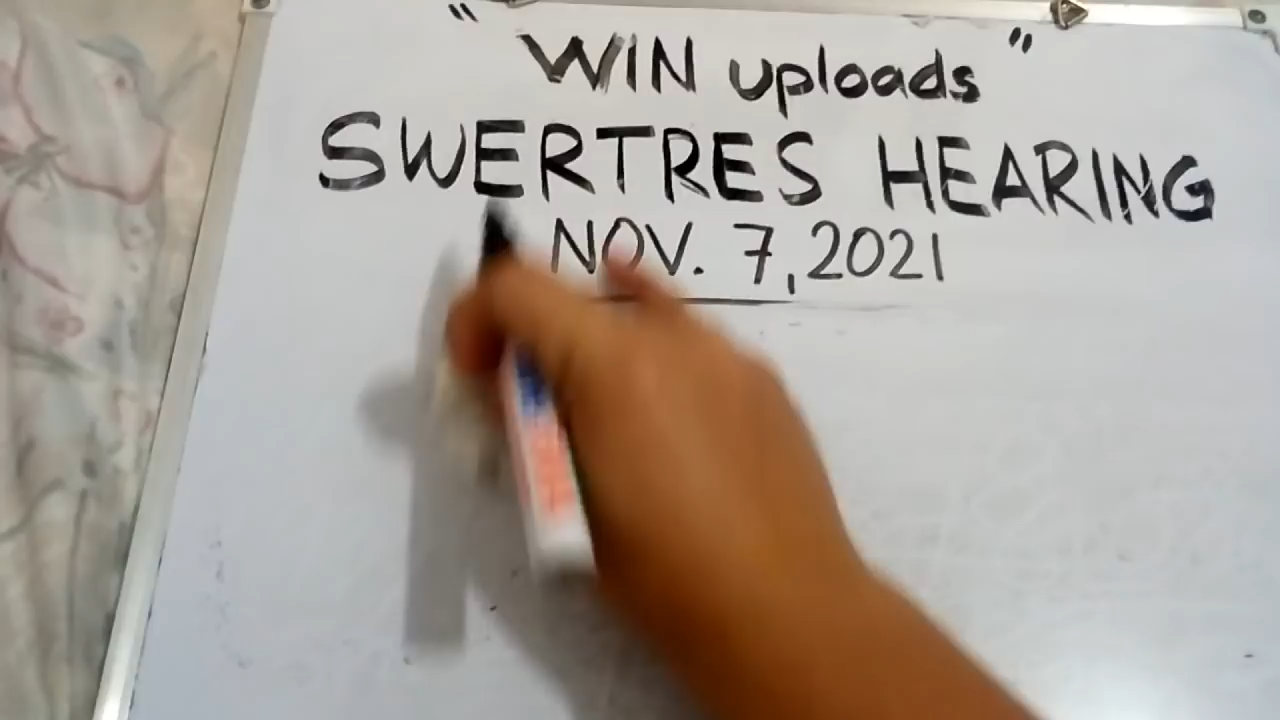 " WIN uploads "
SWERTRES HEARING
NOV. 7, 2021